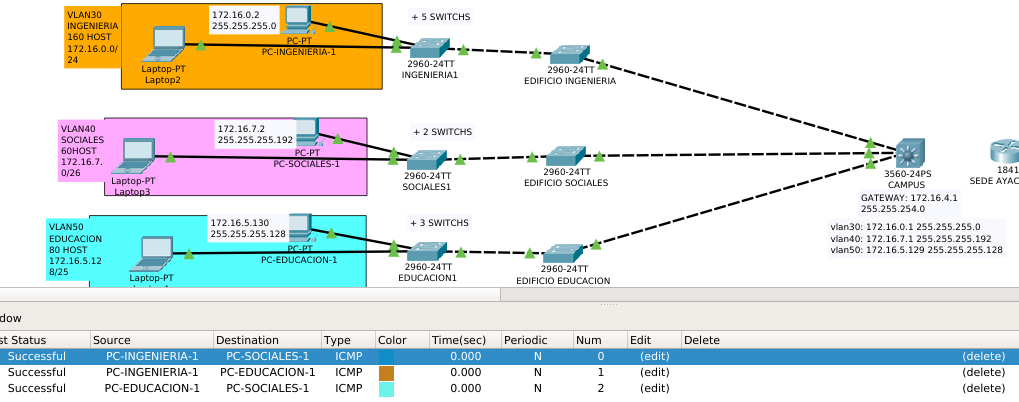 VLAN30
INGENIERIA
160 HOST
172.16.0.0/
24
172.16.0.2
255.255.255.0
PC-PT
PC-INGENIERIA-1
Laptop-PT
Laptop2
+ 5 SWITCHS
2960-24TT
INGENIERIA1
2960-24TT
EDIFICIO INGENIERIA
VLAN40
SOCIALES
60HOST
172.16.7.
0/26
172.16.7.2
255.255.255.192
PC-PT
PC-SOCIALES-1
Laptop-PT
Laptop3
+ 2 SWITCHS
2960-24TT
SOCIALES1
2960-24TT
EDIFICIO SOCIALES
3560-24PS
CAMPUS
GATEWAY: 172.16.4.1
255.255.254.0
vlan30: 172.16.0.1 255.255.255.0
vlan40: 172.16.7.1 255.255.255.192
vlan50: 172.16.5.129 255.255.255.128
1841
SEDE AYAC
VLAN50
EDUCACION
80 HOST
172.16.5.12
8/25
172.16.5.130
255.255.255.128
PC-PT
PC-EDUCACION-1
Laptop-PT
+ 3 SWITCHS
2960-24TT
EDUCACION1
2960-24TT
EDIFICIO EDUCACION
dow
st Status Source Destination Type Color Time(sec) Periodic Num Edit Delete
Successful PC-INGENIERIA-1 PC-SOCIALES-1 ICMP 0.000 N 0 (edit) (delete)
Successful PC-INGENIERIA-1 PC-EDUCACION-1 ICMP 0.000 N 1 (edit) (delete)
Successful PC-EDUCACION-1 PC-SOCIALES-1 ICMP 0.000 N 2 (edit) (delete)